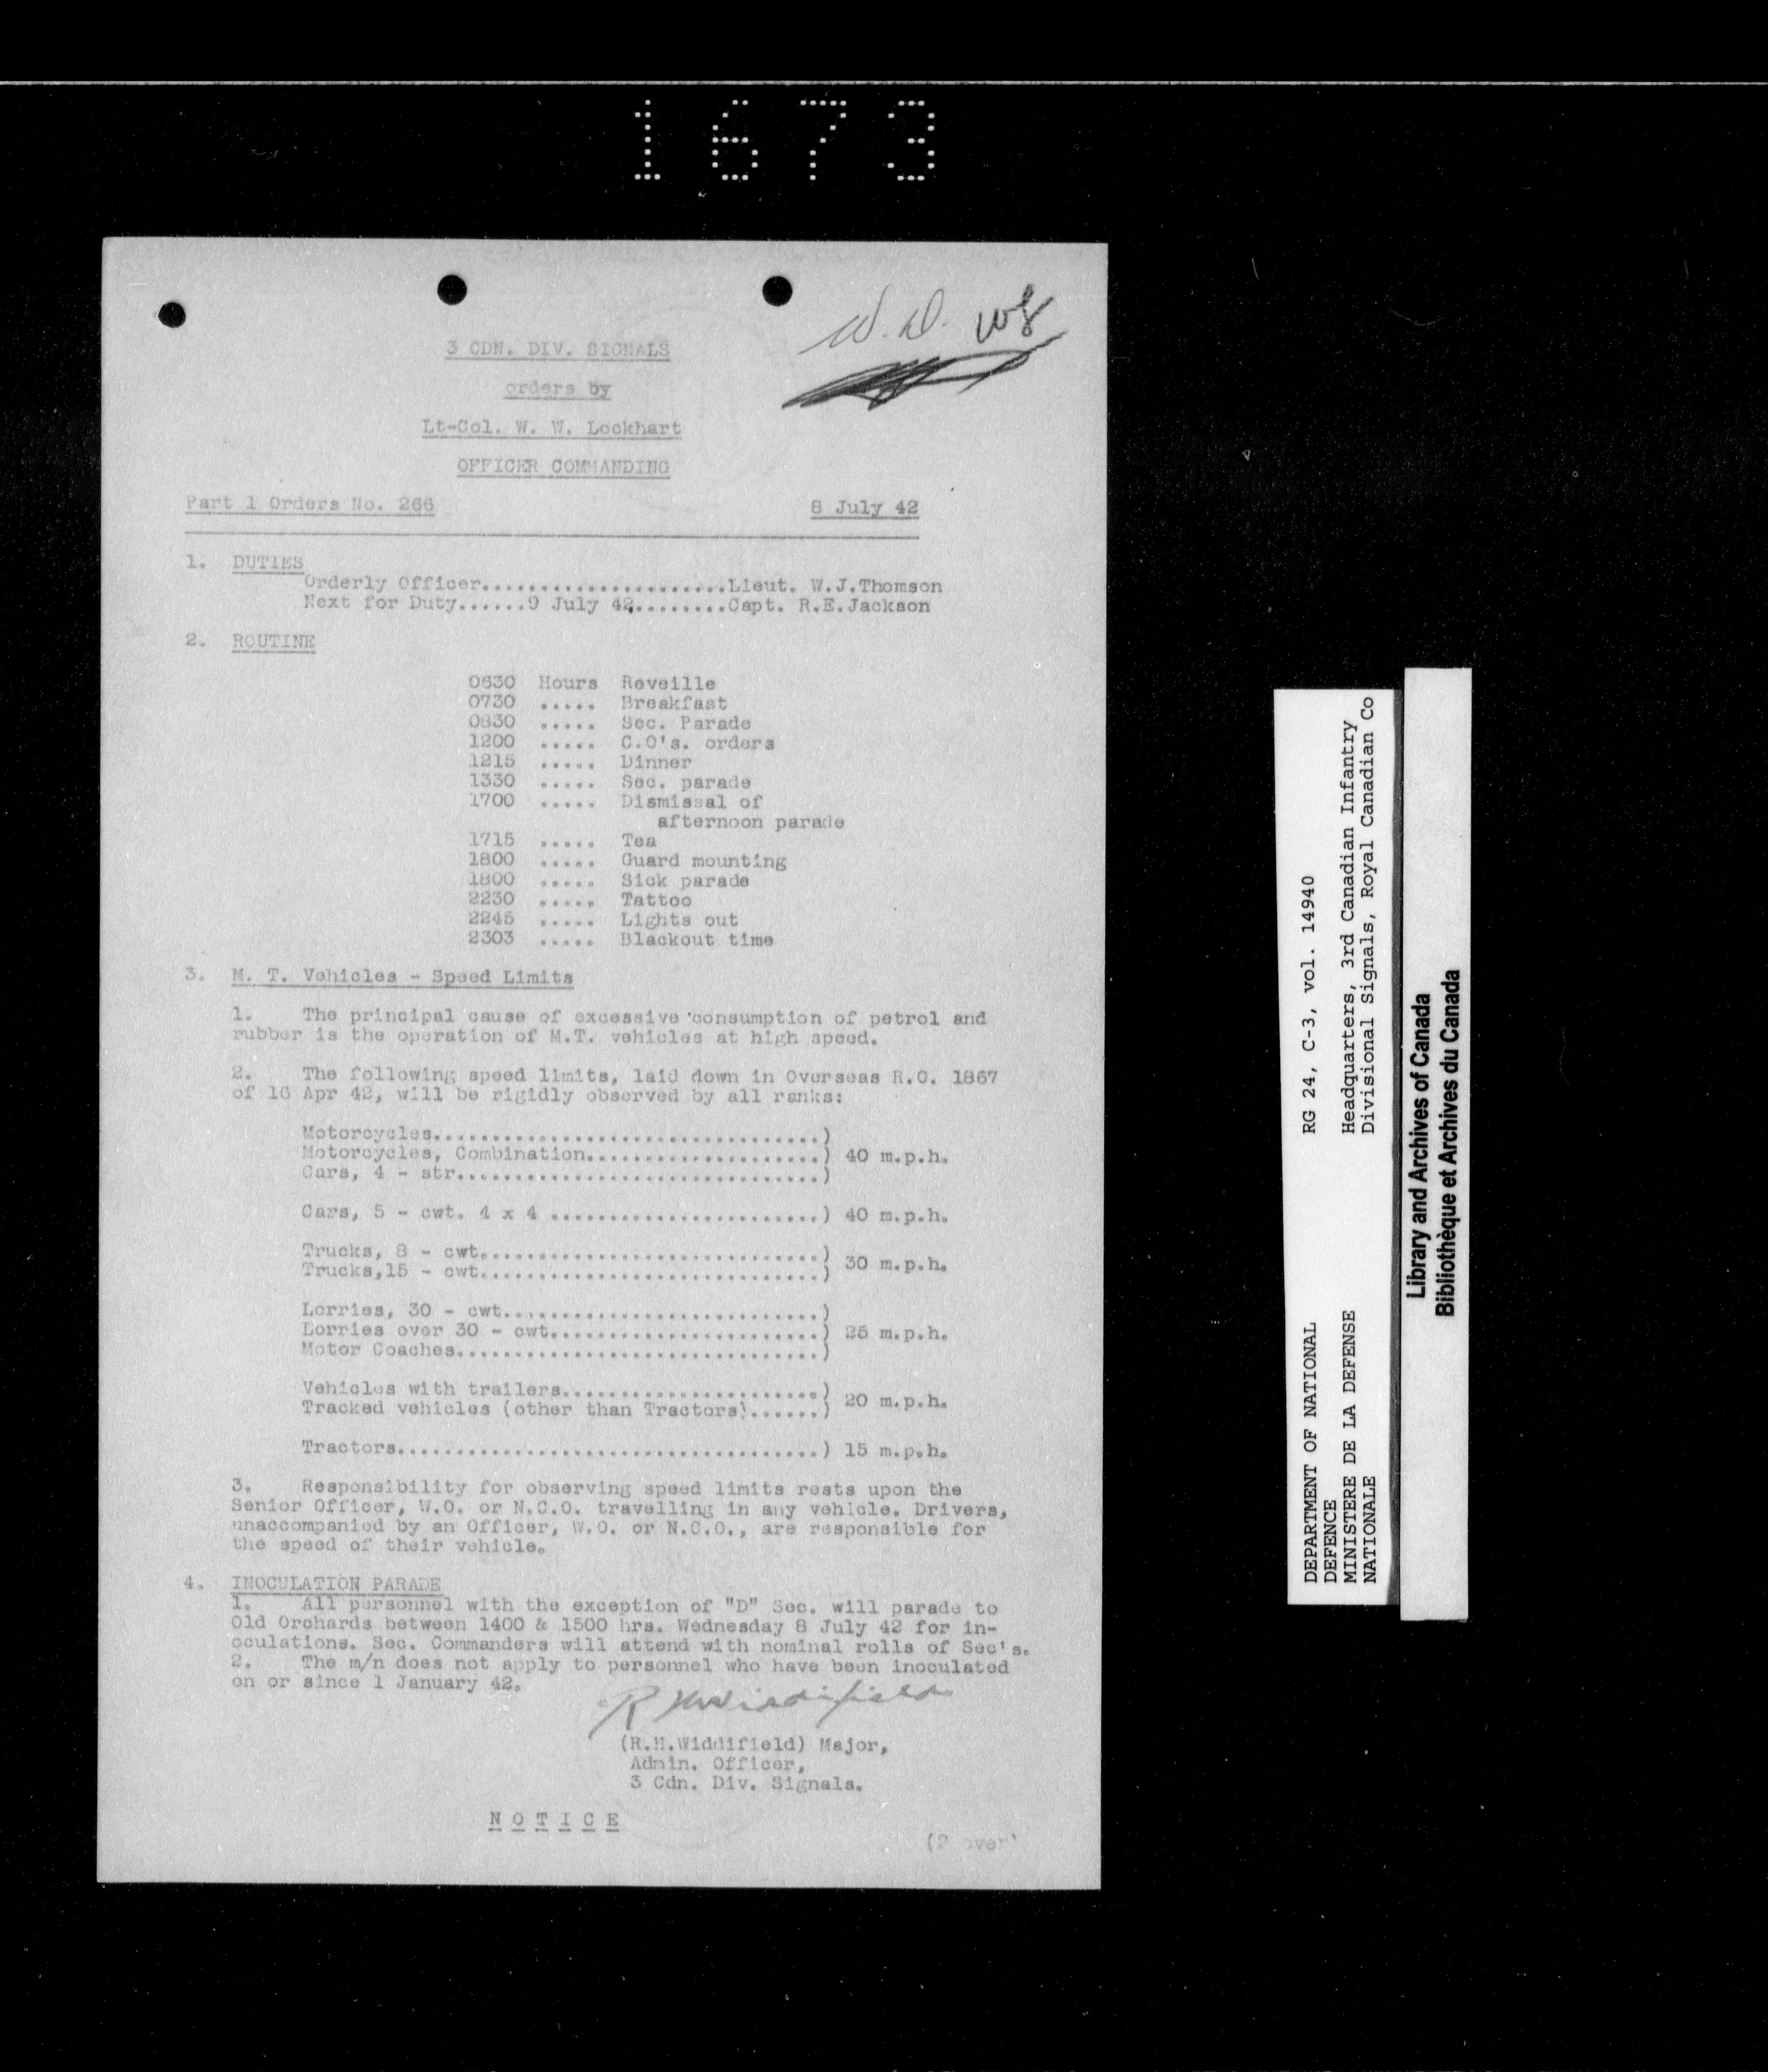 1673
W.D.
3 CDN. DIV. SIGNALS
orders by
Lt-Col. W. W. Lockhart
OFFICER COMMANDING
Part 1 Orders No. 266 8 July 42
1. DUTIES
Orderly Officer.....................Lieut. W.J.Thomson
Next for Duty......9 July 42........Capt. R.E.Jackson
2. ROUTINE
0630 Hours Reveille
0730 ..... Breakfast
0830 ..... Sec. Parade
1200 ..... C.O's. orders
1215 ..... Dinner
1330 ..... Sec. parade
1700 ..... Dismissal of
afternoon parade
1715 ..... Tea
1800 ..... Guard mounting
1800 ..... Sick parade
2230 ..... Tattoo
2245 ..... Lights out
2303 ..... Blackout time
3. M. T. Vehicles - Speed Limits
1. The principal cause of excessive consumption of petrol and
rubber is the operation of M.T. vehicles at high speed.
2. The following speed limits, laid down in Overseas R.O. 1867
of 16 Apr 42, will be rigidly observed by all ranks:
Motorcycles.................................)
Motorcycles, Combination....................) 40 m.p.h.
Cars, 4 - str...............................)
Cars, 5 - cwt. 4 x 4 .......................) 40 m.p.h.
Trucks, 8 - cwt.............................)
Trucks,15 - cwt.............................) 30 m.p.h.
Lorries, 30 - cwt...........................)
Lorries over 30 - cwt.......................) 25 m.p.h.
Motor Coaches...............................)
Vehicles with trailers......................)
Tracked vehicles (other than Tractors)......) 20 m.p.h.
Tractors....................................) 15 m.p.h.
3. Responsibility for observing speed limits rests upon the
Senior Officer, W.O. or N.C.O. travelling in any vehicle. Drivers,
unaccompanied by an Officer, W.O. or N.C.O., are responsible for
the speed of their vehicle.
4. INOCULATION PARADE
1. All personnel with the exception of "D" Sec. will parade to
Old Orchards between 1400 & 1500 hrs. Wednesday 8 July 42 for in-
oculations. Sec. Commanders will attend with nominal rolls of Sec's.
2. The m/n does not apply to personnel who have been inoculated
on or since 1 January 42.
R H Widdifield
(R.H.Widdifield) Major,
Admin. Officer,
3 Cdn. Div. Signals.
N O T I C E
(2 over)
DEPARTMENT OF NATIONAL RG 24, C-3, vol. 14940
DEFENCE
MINISTERE DE LA DEFENSE Headquarters, 3rd Canadian Infantry
NATIONALE Divisional Signals, Royal Canadian Co
Library and Archives of Canada
Bibliothèque et Archives du Canada